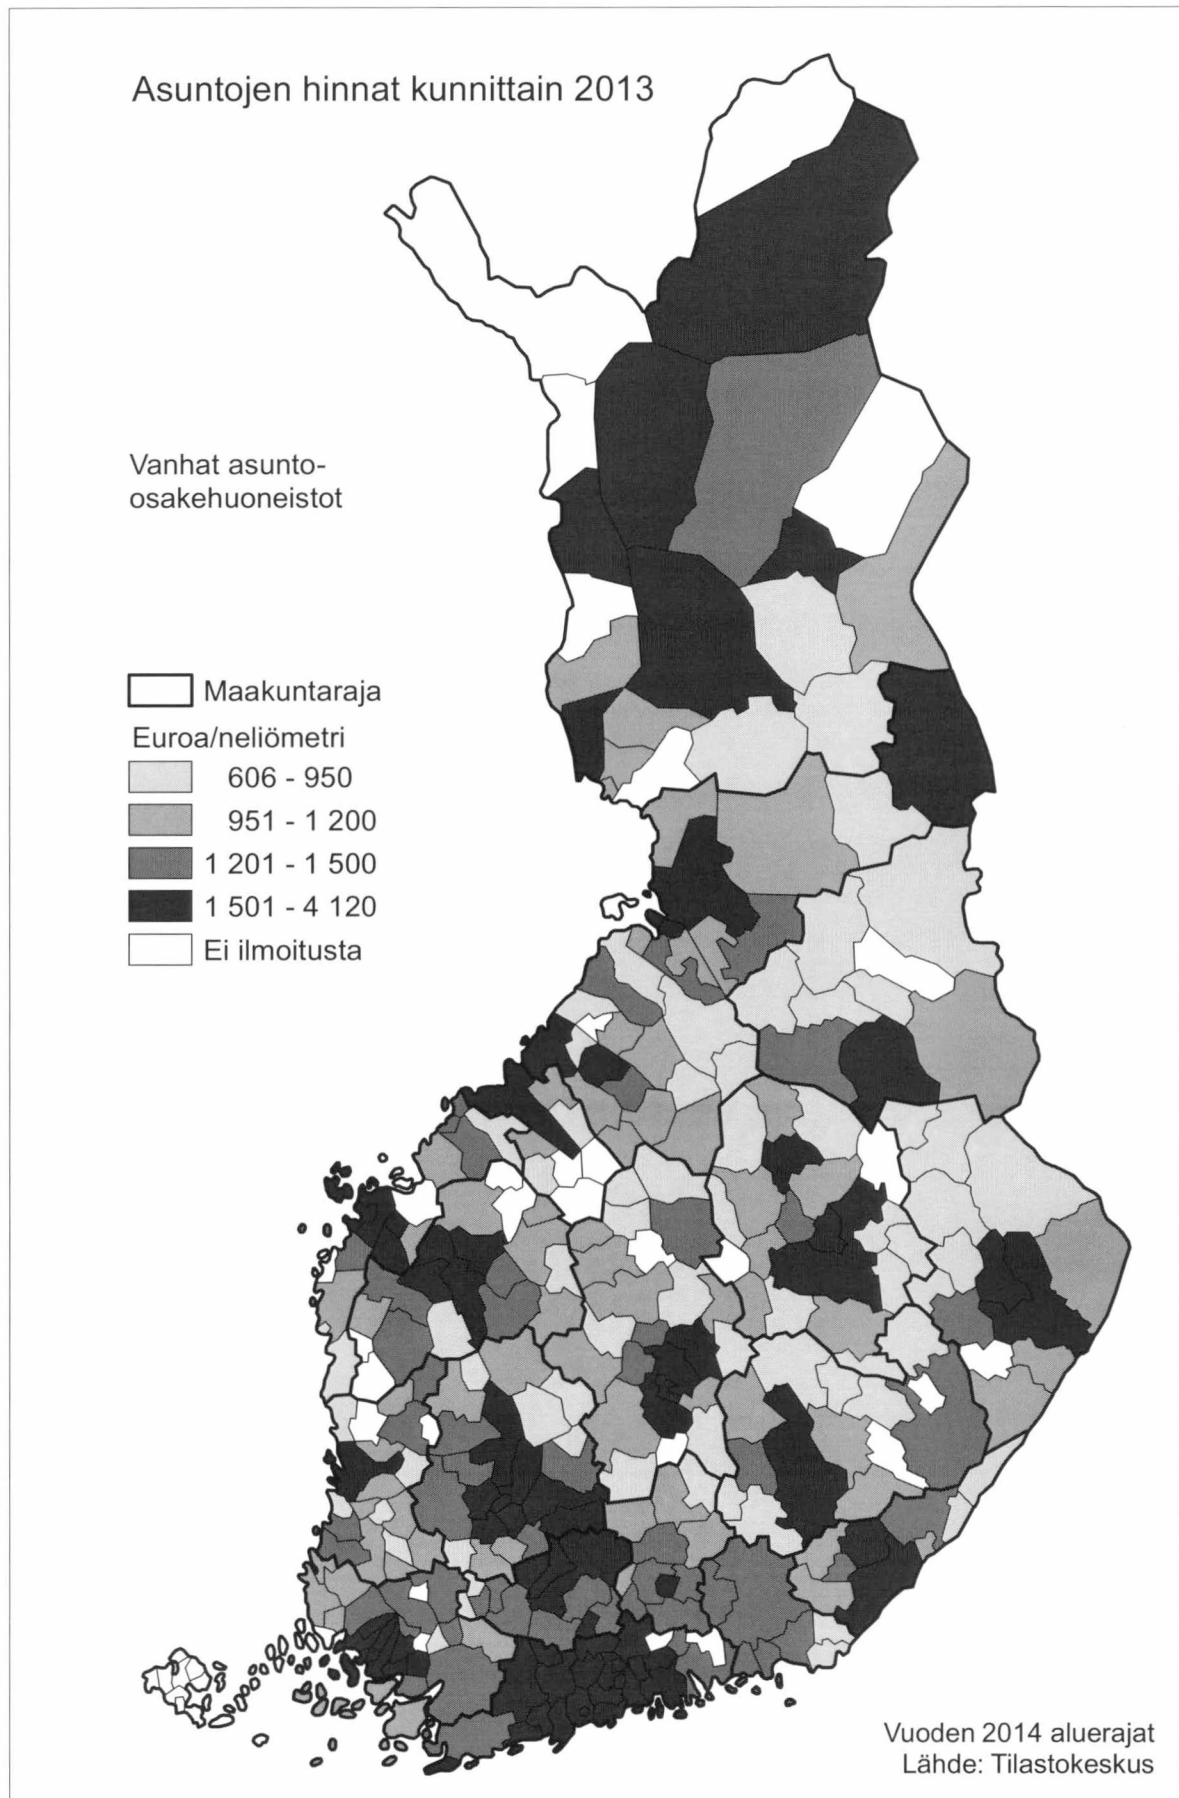 Asuntojen hinnat kunnittain 2013
Vanhat asunto-
osakehuoneistot
Maakuntaraja
Euroa/neliömetri
606 - 950
951 - 1 200
1 201 - 1 500
1 501 - 4 120
Ei ilmoitusta
Vuoden 2014 aluerajat
Lähde: Tilastokeskus